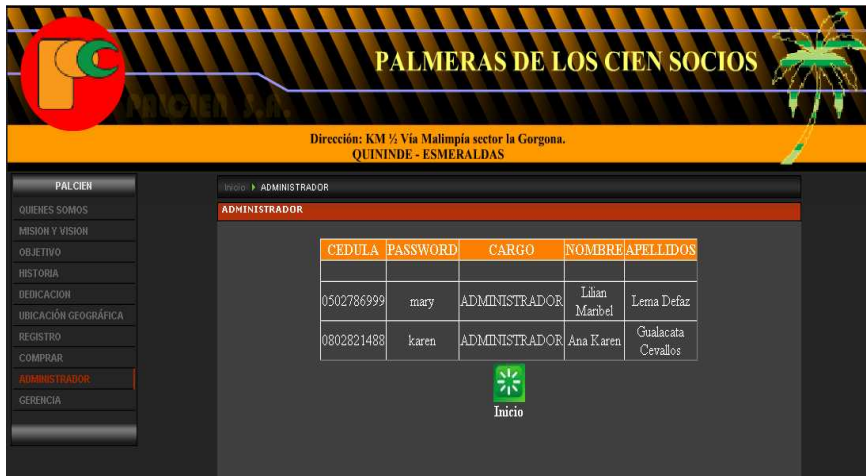 PALMERAS DE LOS CIEN SOCIOS
PALCIEN S.A.
Dirección: KM ½ Vía Malimpía sector la Gorgona.
QUININDE - ESMERALDAS
PALCIEN
QUIENES SOMOS
MISION Y VISION
OBJETIVO
HISTORIA
DEDICACION
UBICACIÓN GEOGRÁFICA
REGISTRO
COMPRAR
ADMINISTRADOR
GERENCIA
Inicio ADMINISTRADOR
ADMINISTRADOR
CEDULA PASSWORD CARGO NOMBRE APELLIDOS
0502786999 mary ADMINISTRADOR Lilian Maribel Lema Defaz
0802821488 karen ADMINISTRADOR Ana Karen Gualacata Cevallos
Inicio